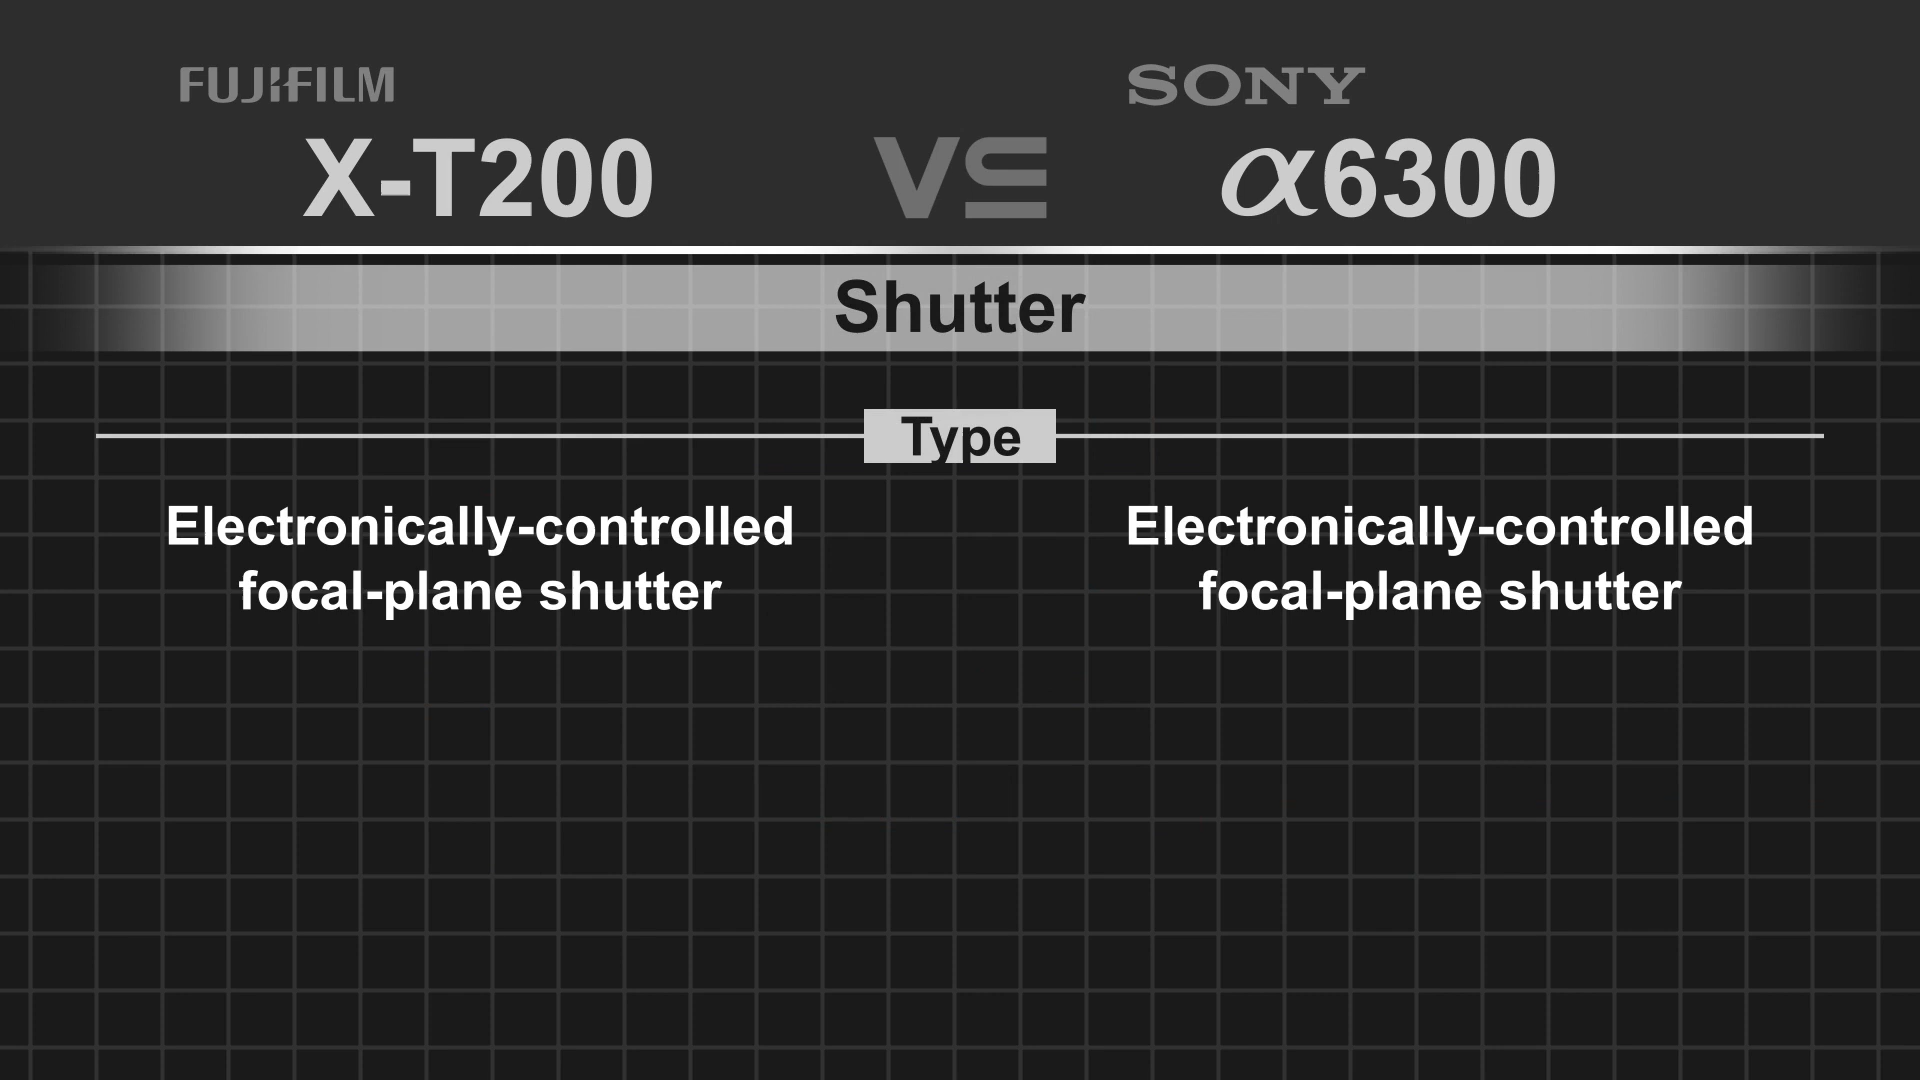 FUJIFILM
SONY
X-T200
VS
α6300
Shutter
Type
Electronically-controlled
focal-plane shutter
Electronically-controlled
focal-plane shutter